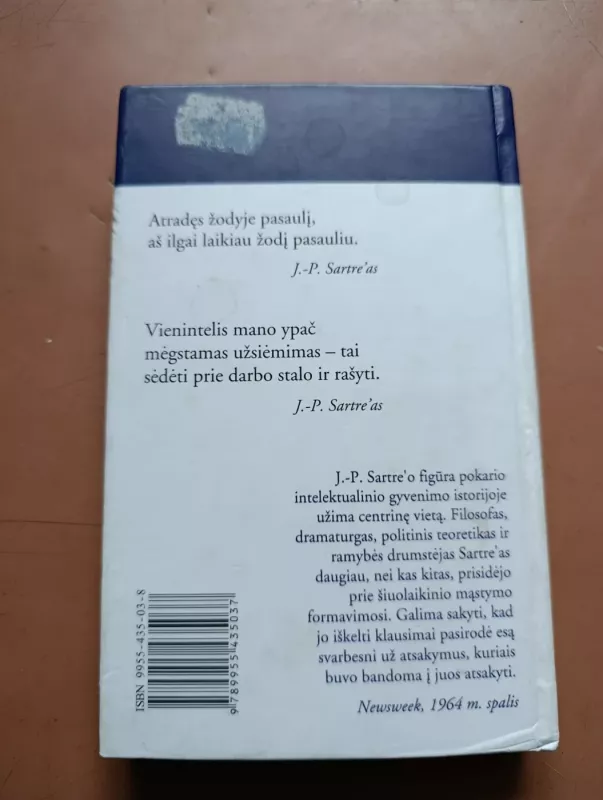 Atradęs žodyje pasaulį,
aš ilgai laikiau žodį pasauliu.
J.-P. Sartre’as
Vienintelis mano ypač
mėgstamas užsiėmimas – tai
sėdėti prie darbo stalo ir rašyti.
J.-P. Sartre’as
J.-P. Sartre'o figūra pokario
intelektualinio gyvenimo istorijoje
užima centrinę vietą. Filosofas,
dramaturgas, politinis teoretikas ir
ramybės drumstėjas Sartre’as
daugiau, nei kas kitas, prisidėjo
prie šiuolaikinio mąstymo
formavimosi. Galima sakyti, kad
jo iškelti klausimai pasirodė esą
svarbesni už atsakymus, kuriais
buvo bandoma į juos atsakyti.
Newsweek, 1964 m. spalis
ISBN 9955-435-03-8
9789955435037